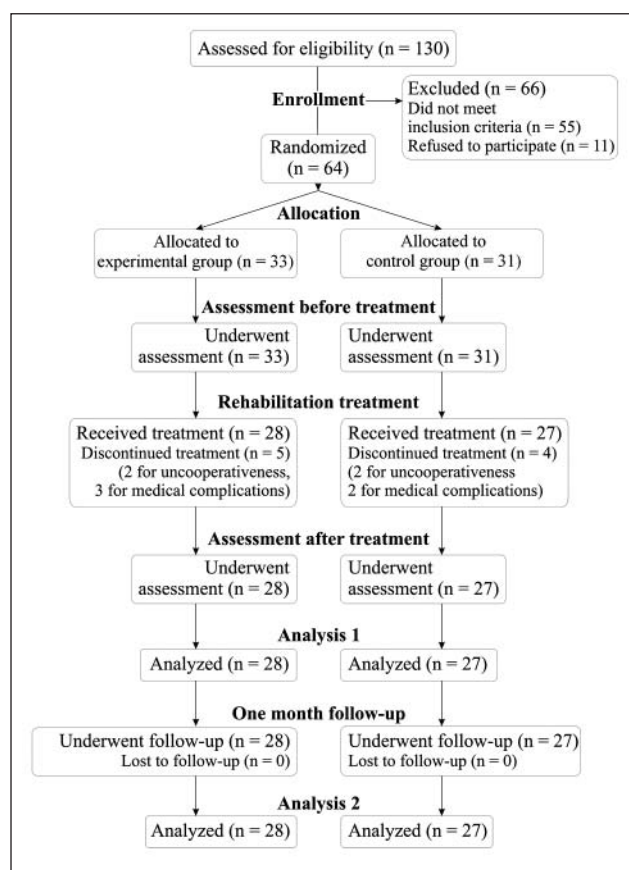 Assessed for eligibility (n = 130)
Enrollment
Excluded (n = 66)
Did not meet
inclusion criteria (n = 55)
Refused to participate (n = 11)
Randomized
(n = 64)
Allocation
Allocated to
experimental group (n = 33)
Allocated to
control group (n = 31)
Assessment before treatment
Underwent
assessment (n = 33)
Underwent
assessment (n = 31)
Rehabilitation treatment
Received treatment (n = 28)
Discontinued treatment (n = 5)
(2 for uncooperativeness,
3 for medical complications)
Received treatment (n = 27)
Discontinued treatment (n = 4)
(2 for uncooperativeness
2 for medical complications)
Assessment after treatment
Underwent
assessment (n = 28)
Underwent
assessment (n = 27)
Analysis 1
Analyzed (n = 28)
Analyzed (n = 27)
One month follow-up
Underwent follow-up (n = 28)
Lost to follow-up (n = 0)
Underwent follow-up (n = 27)
Lost to follow-up (n = 0)
Analysis 2
Analyzed (n = 28)
Analyzed (n = 27)